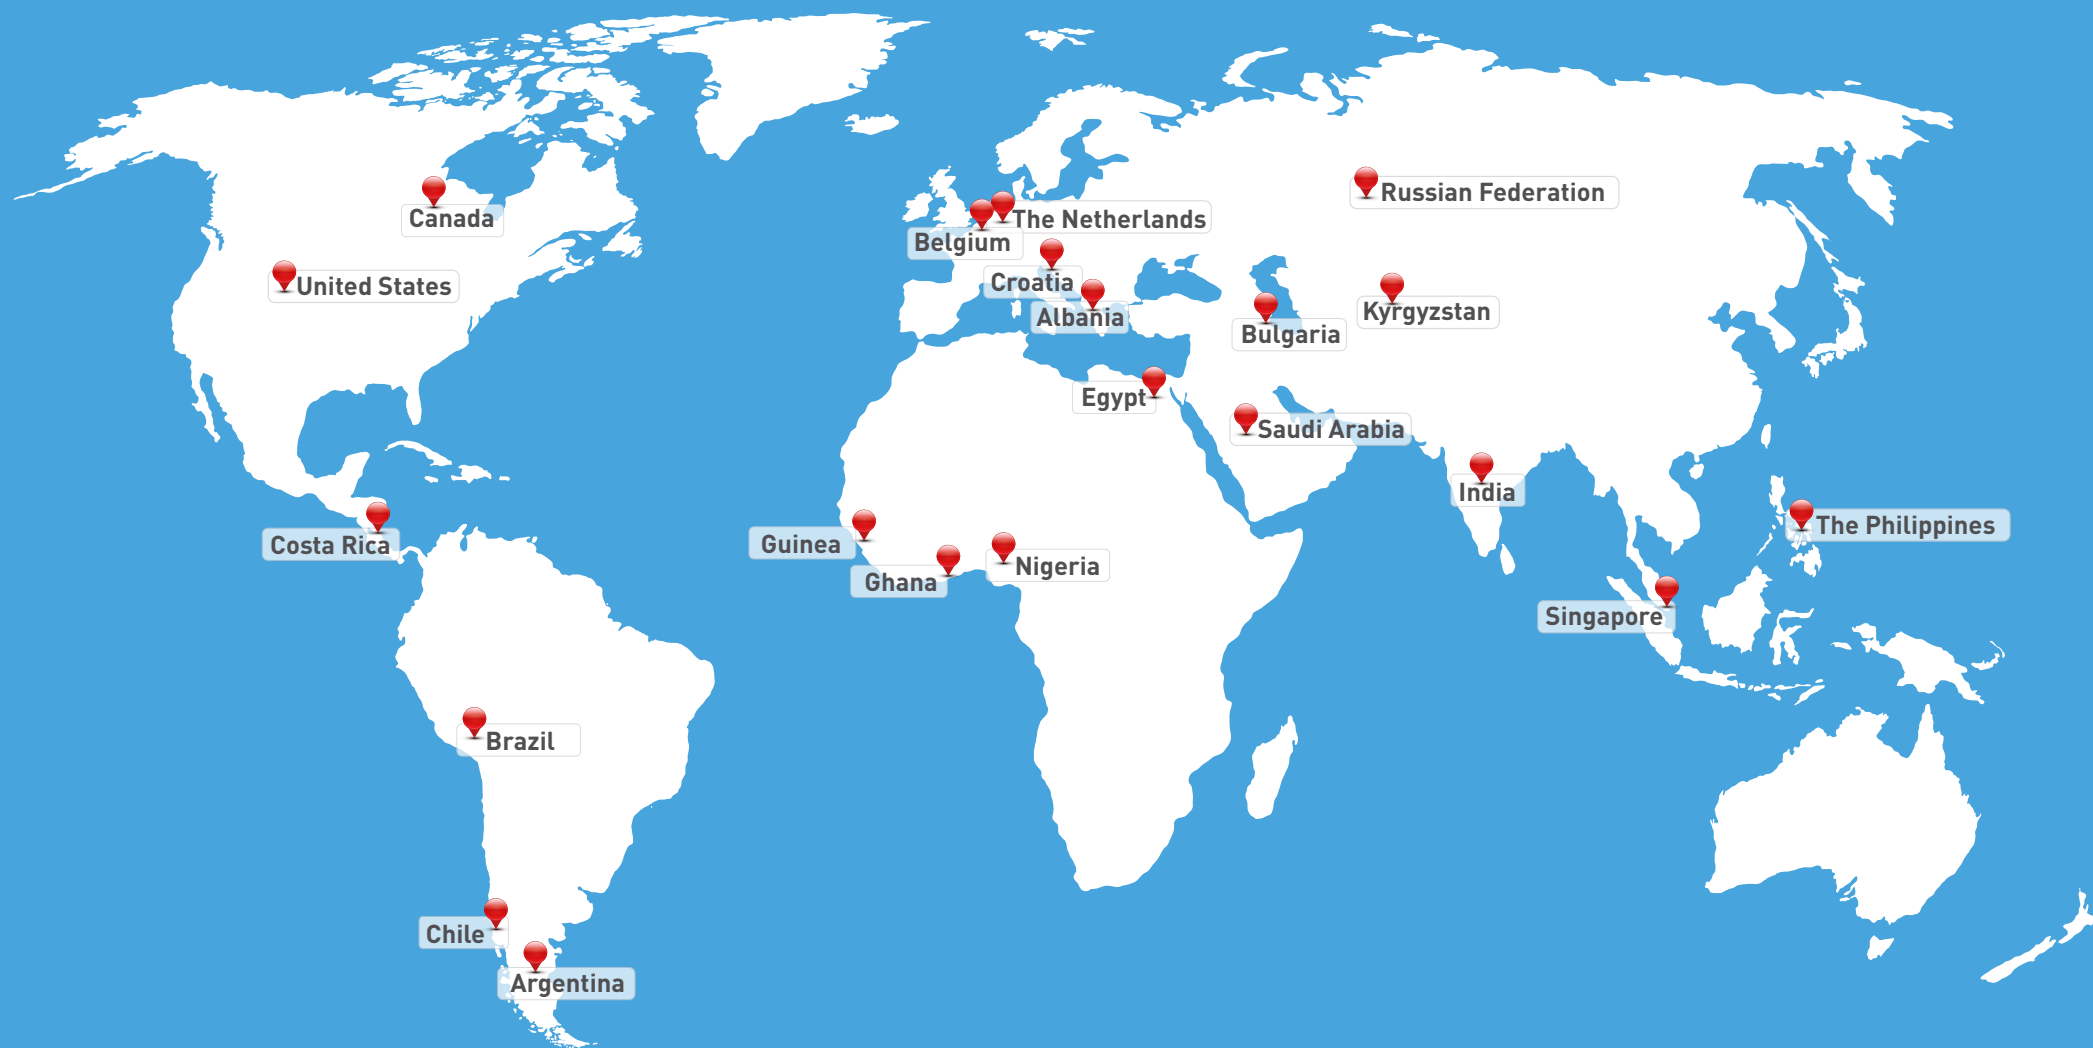 Canada
Russian Federation
The Netherlands
Belgium
United States
Croatia
Kyrgyzstan
Albania
Bulgaria
Egypt
Saudi Arabia
India
The Philippines
Costa Rica
Guinea
Nigeria
Ghana
Singapore
Brazil
Chile
Argentina